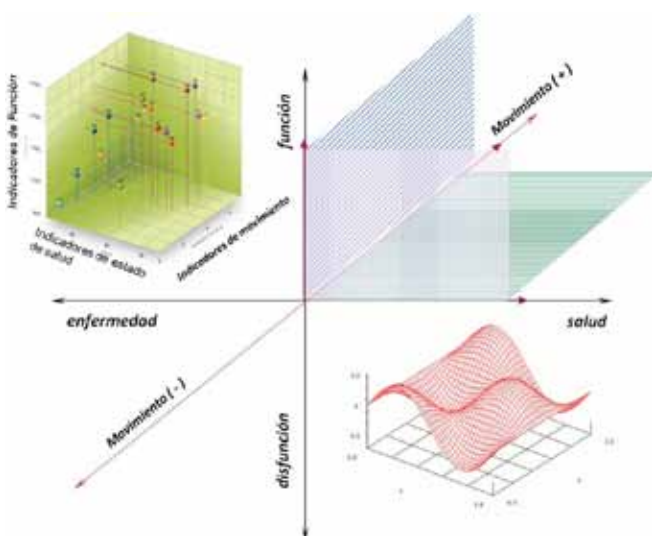 Indicadores de Función
Indicadores de estado
de salud
Indicadores de movimiento
función
Movimiento (+)
enfermedad
salud
Movimiento (-)
disfunción